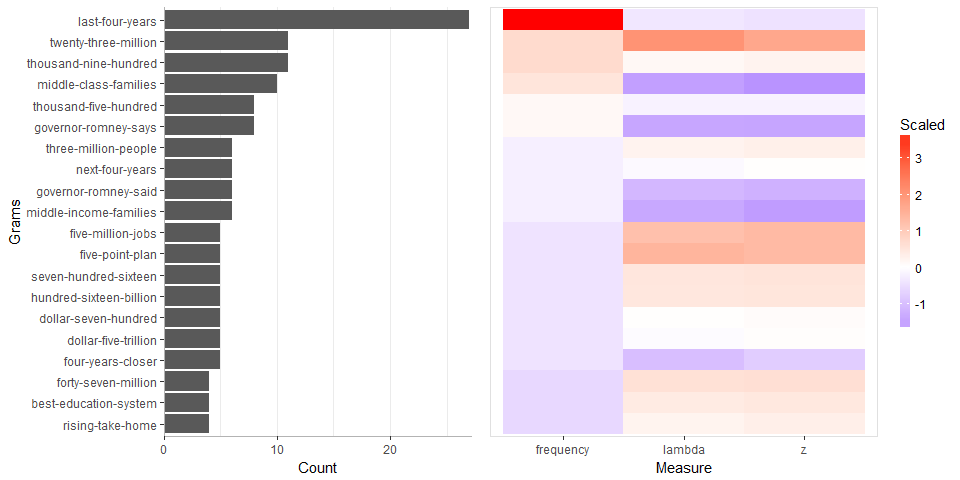 Grams
last-four-years
twenty-three-million
thousand-nine-hundred
middle-class-families
thousand-five-hundred
governor-romney-says
three-million-people
next-four-years
governor-romney-said
middle-income-families
five-million-jobs
five-point-plan
seven-hundred-sixteen
hundred-sixteen-billion
dollar-seven-hundred
dollar-five-trillion
four-years-closer
forty-seven-million
best-education-system
rising-take-home
0 10 20
Count
frequency lambda z
Measure
Scaled
3
2
1
0
-1